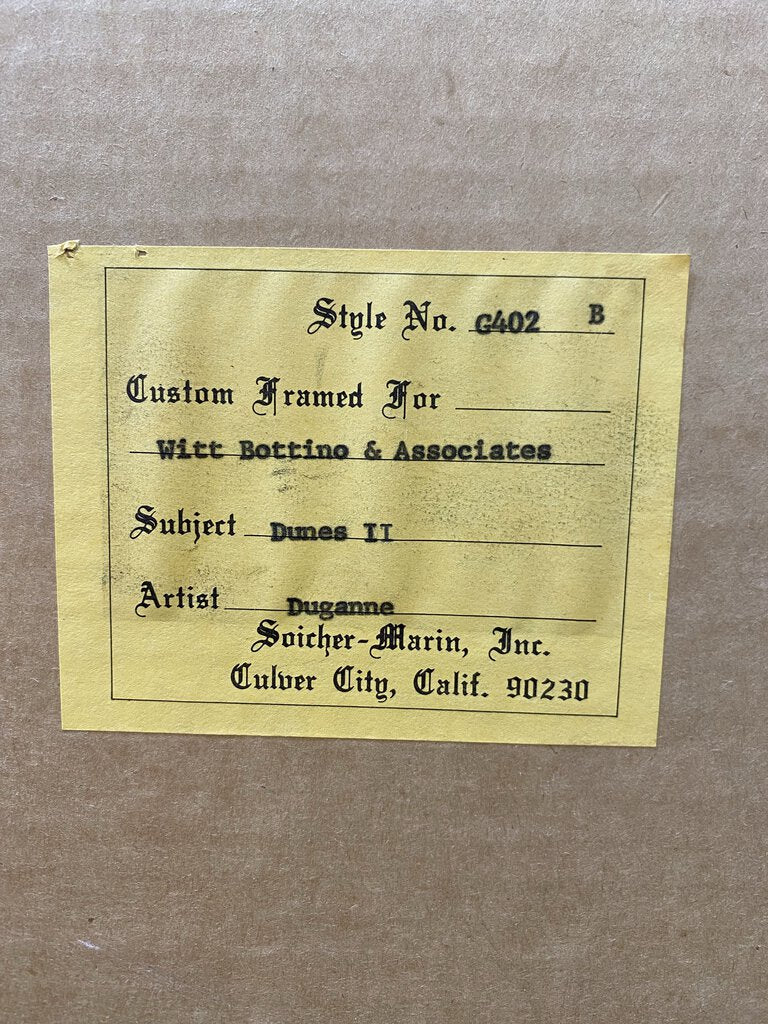 Style No. G402 B
Custom Framed For
Witt Bottino & Associates
Subject Dunes II
Artist Duganne
Soicher-Marin, Inc.
Culver City, Calif. 90230